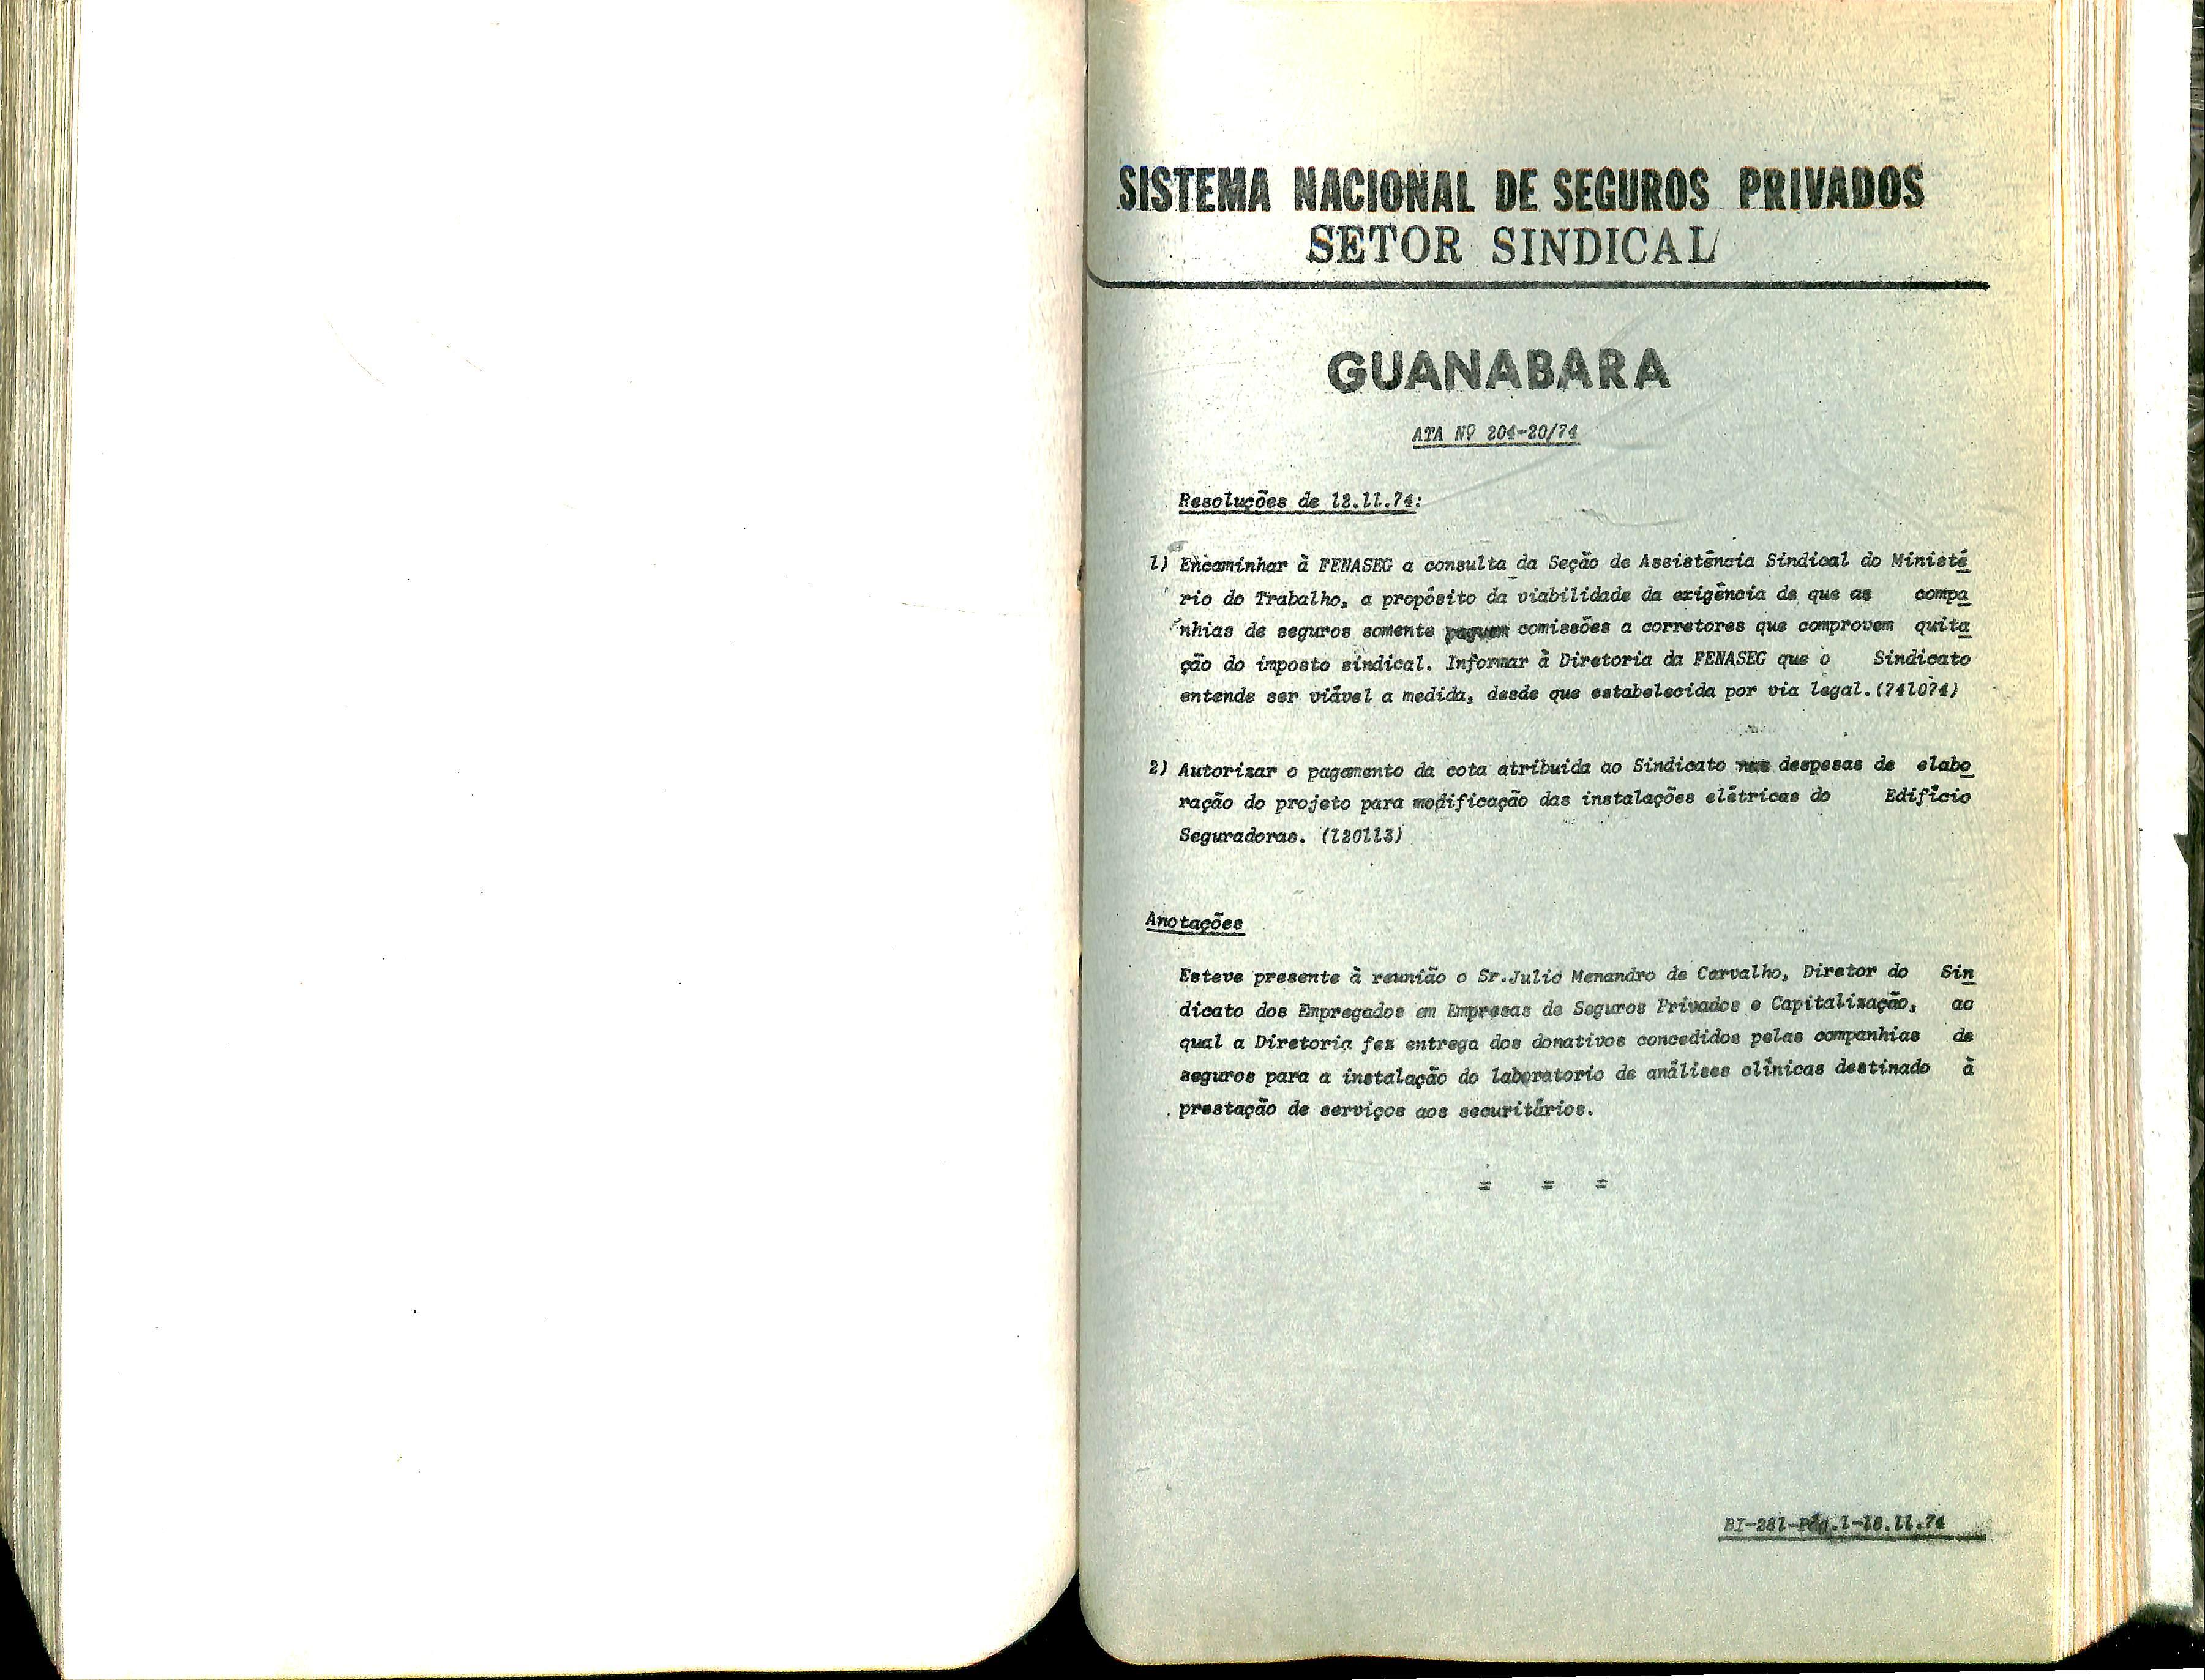 SISTEMA NACIONAL DE SEGUROS PRIVADOS
SETOR SINDICAL
GUANABARA
ATA Nº 204-20/74
Resoluções de 12.11.74:
1) Encaminhar à FENASEG a consulta da Seção de Assistência Sindical do Ministé
rio do Trabalho, a propósito da viabilidade da exigência de que as compa
nhias de seguros somente paguem comissões a corretores que comprovem quita
ção do imposto sindical. Informar à Diretoria da FENASEG que o Sindicato
entende ser viável a medida, desde que estabelecida por via legal.(741074)
2) Autorizar o pagamento da cota atribuida ao Sindicato nas despesas de elabo
ração do projeto para modificação das instalações elétricas do Edifício
Seguradoras. (120113)
Anotações
Esteve presente à reunião o Sr.Julio Menandro de Carvalho, Diretor do Sin
dicato dos Empregados em Empresas de Seguros Privados e Capitalização, ao
qual a Diretoria fez entrega dos donativos concedidos pelas companhias de
seguros para a instalação do laboratorio de análises clínicas destinado à
prestação de serviços aos securitários.
= = =
BI-281-Pág.1-18.11.74